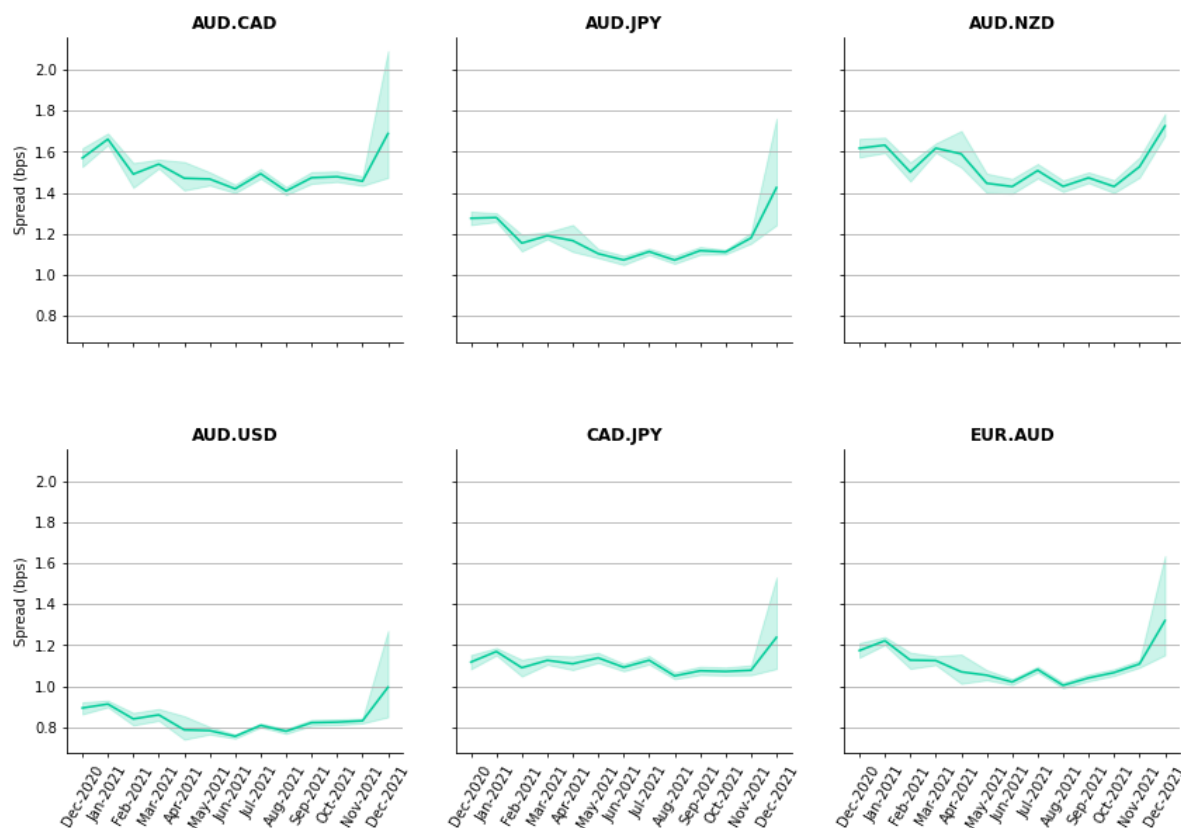 AUD.CAD AUD.JPY AUD.NZD
Spread (bps)
2.0
1.8
1.6
1.4
1.2
1.0
0.8
AUD.USD CAD.JPY EUR.AUD
Spread (bps)
2.0
1.8
1.6
1.4
1.2
1.0
0.8
Dec-2020 Jan-2021 Feb-2021 Mar-2021 Apr-2021 May-2021 Jun-2021 Jul-2021 Aug-2021 Sep-2021 Oct-2021 Nov-2021 Dec-2021
Dec-2020 Jan-2021 Feb-2021 Mar-2021 Apr-2021 May-2021 Jun-2021 Jul-2021 Aug-2021 Sep-2021 Oct-2021 Nov-2021 Dec-2021
Dec-2020 Jan-2021 Feb-2021 Mar-2021 Apr-2021 May-2021 Jun-2021 Jul-2021 Aug-2021 Sep-2021 Oct-2021 Nov-2021 Dec-2021